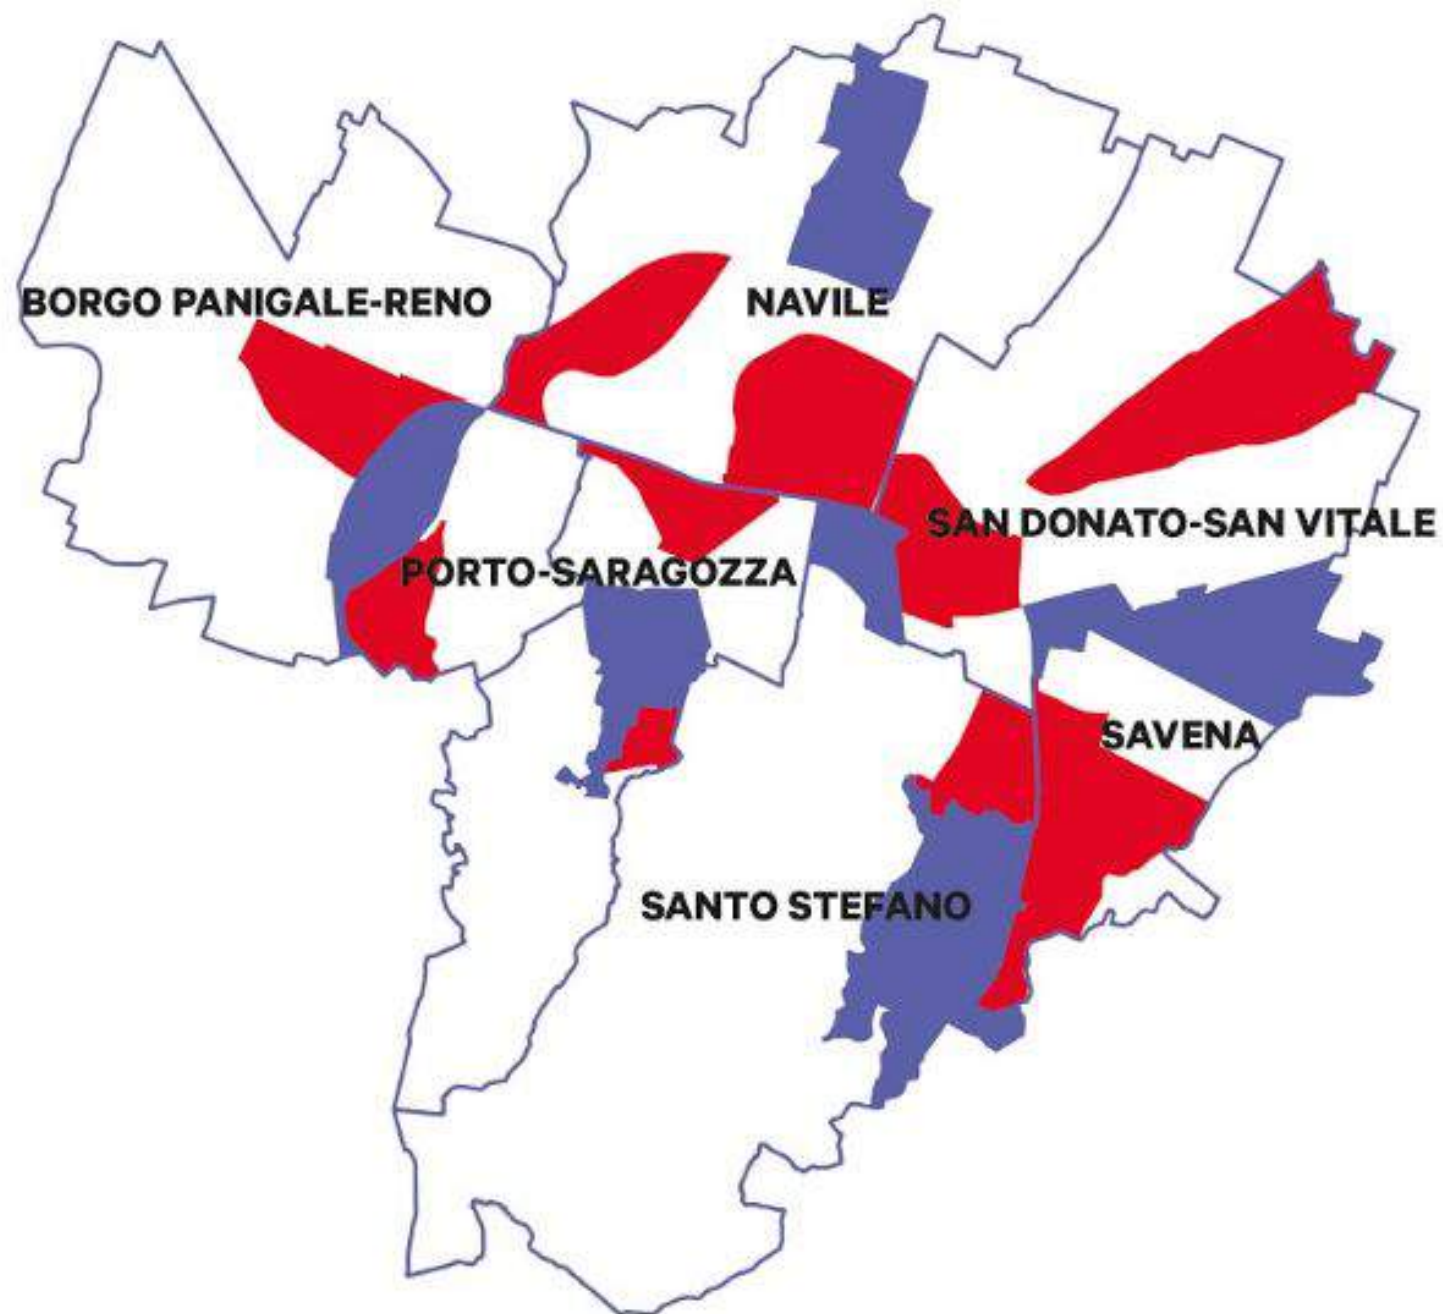 BORGO PANIGALE-RENO
NAVILE
SAN DONATO-SAN VITALE
PORTO-SARAGOZZA
SAVENA
SANTO STEFANO